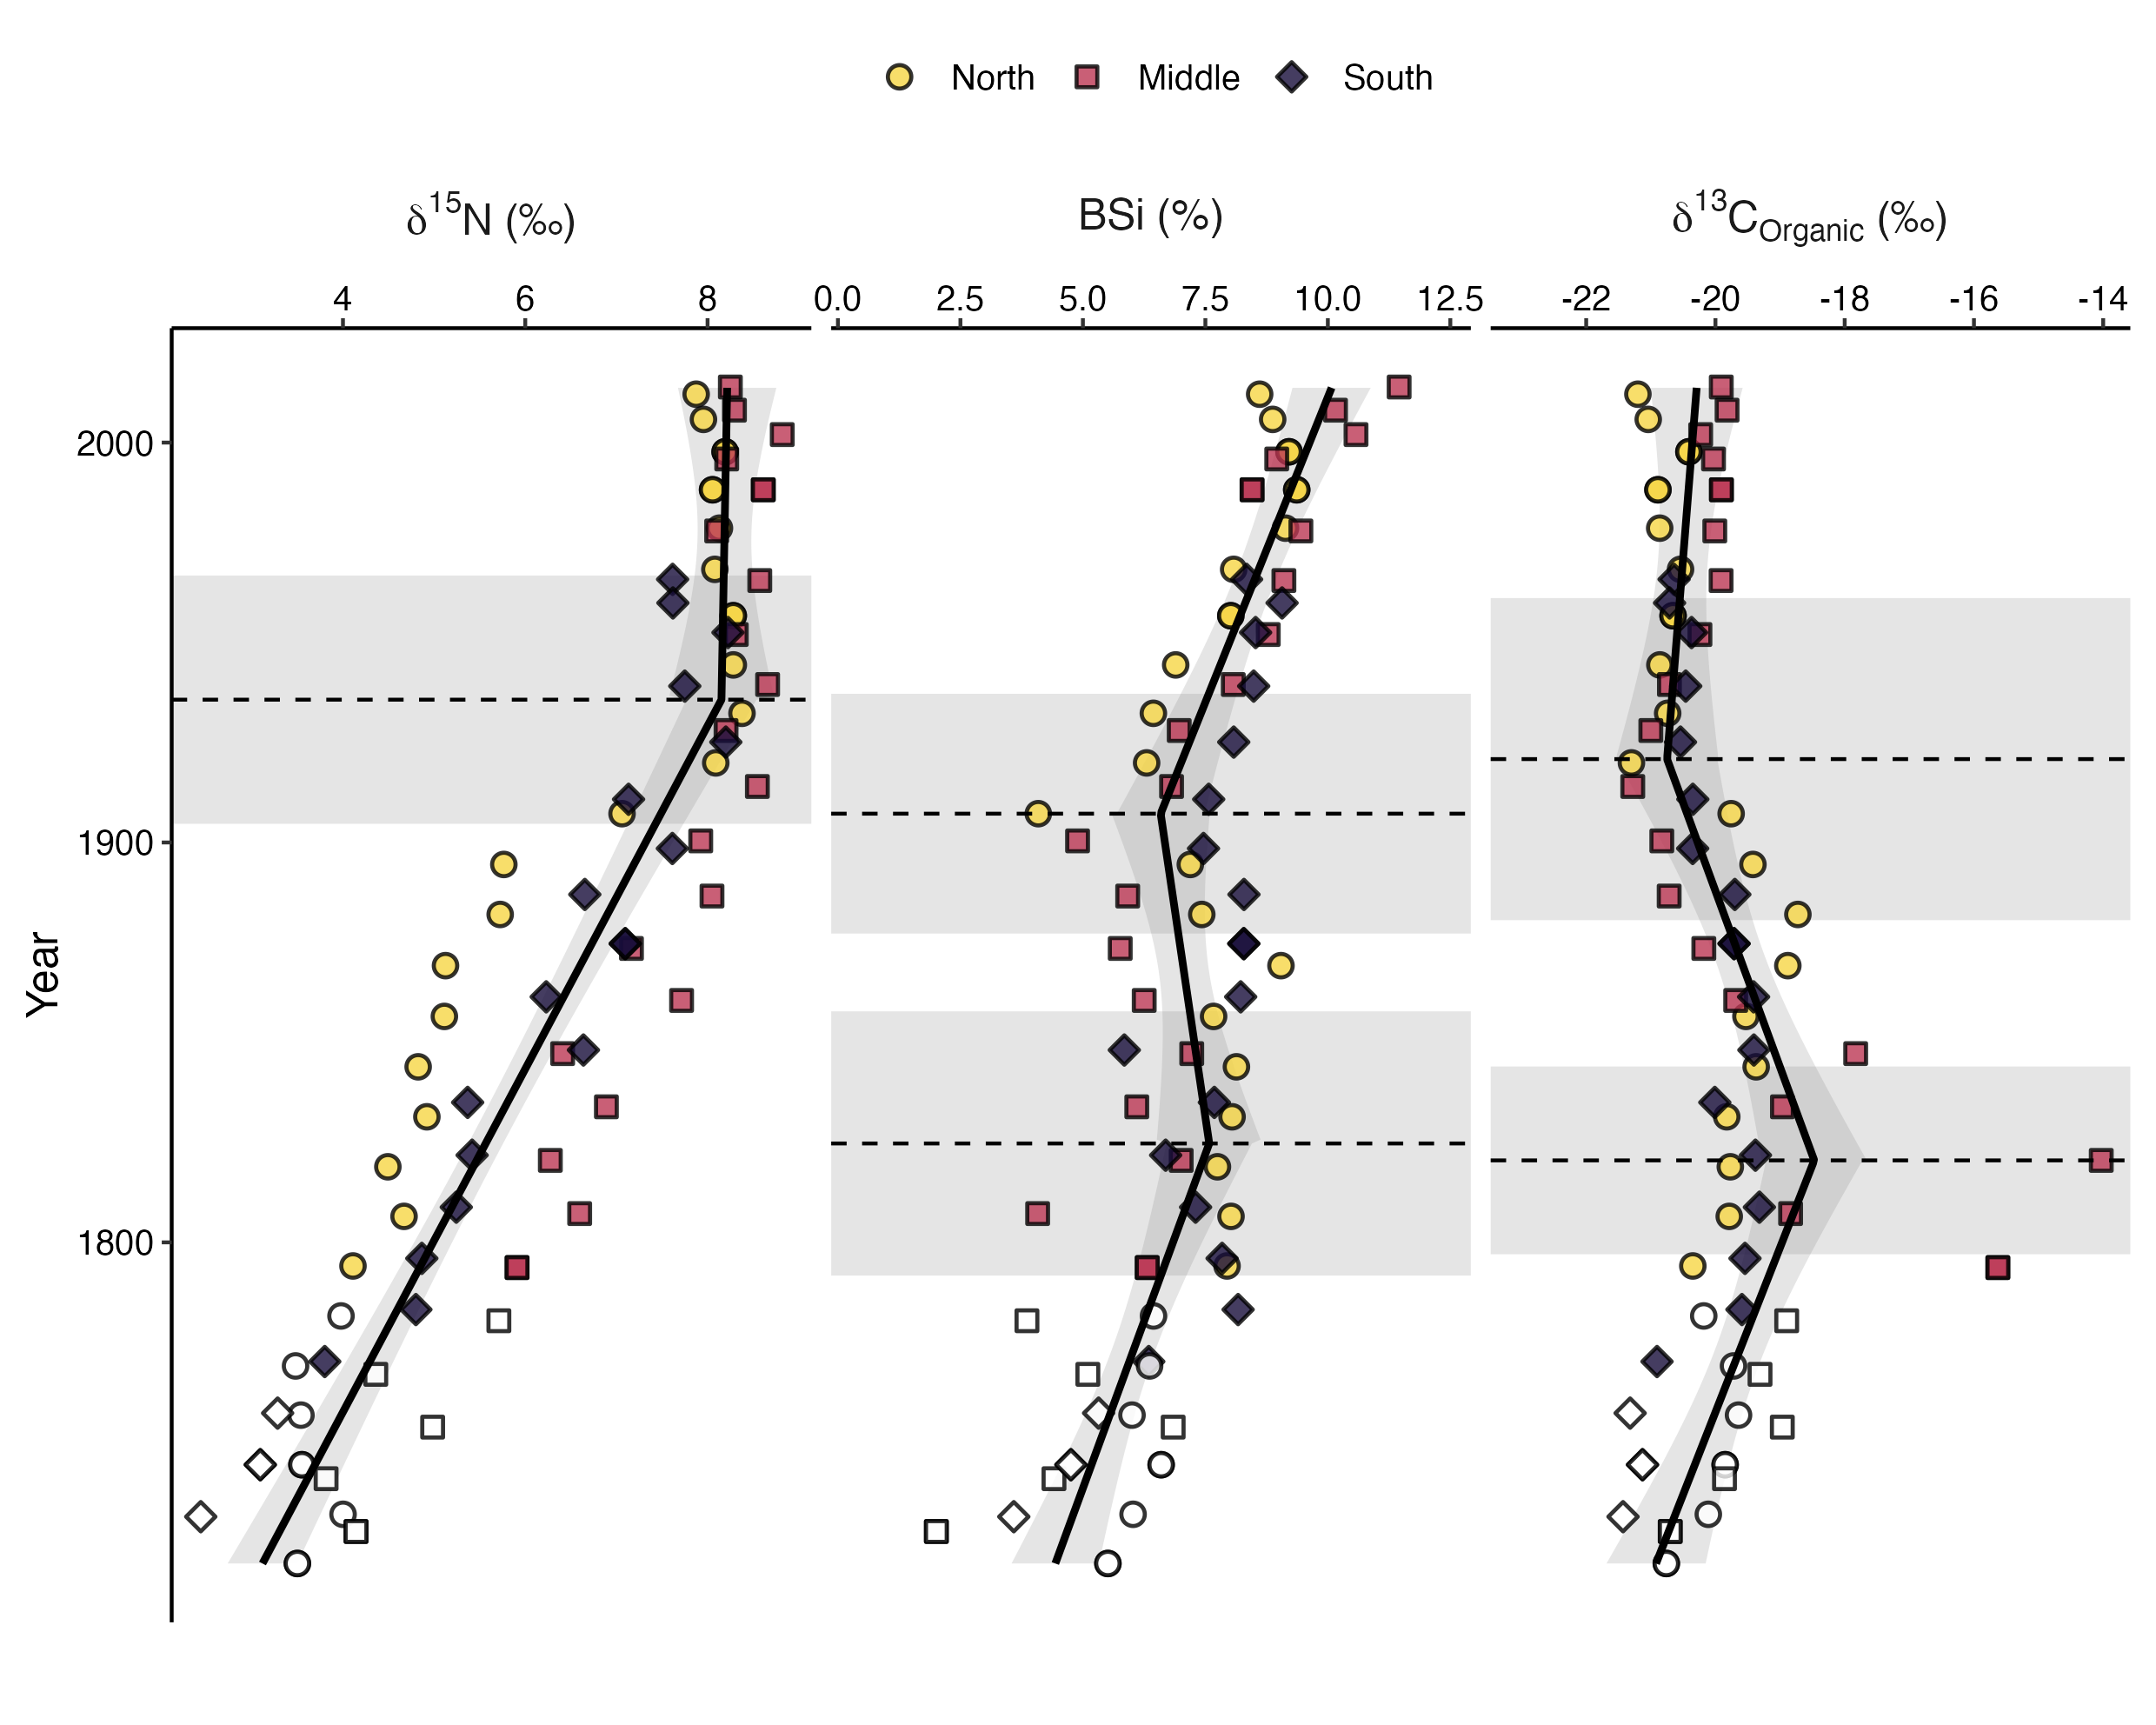 North Middle South
δ15N (‰) BSi (%) δ13COrganic (‰)
4 6 8 0.0 2.5 5.0 7.5 10.0 12.5 -22 -20 -18 -16 -14
2000
1900
Year
1800